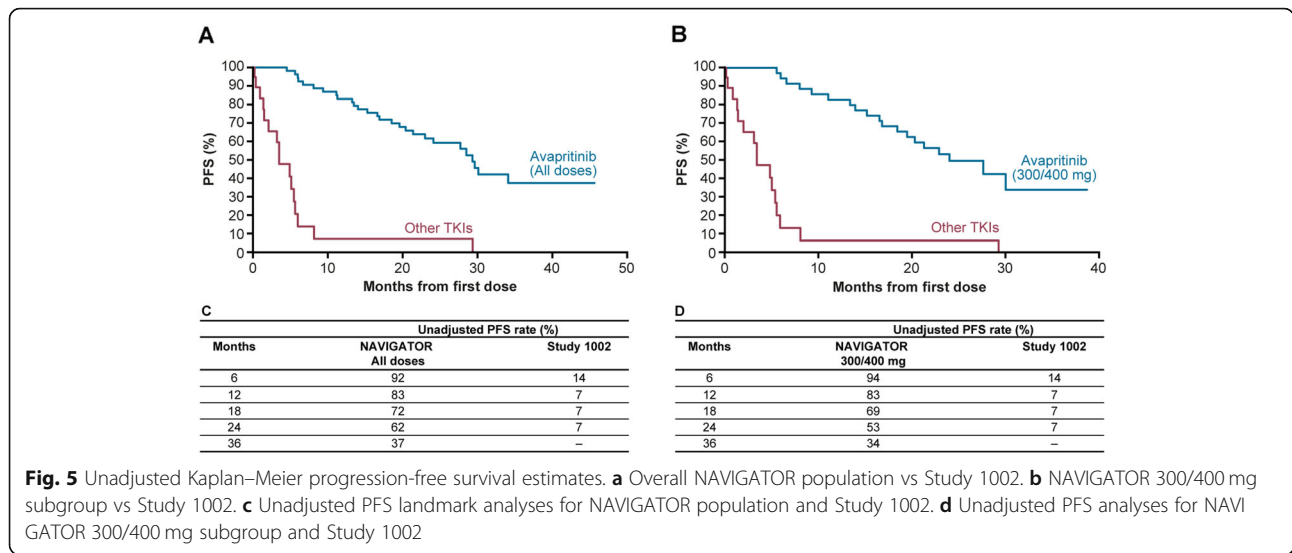 A
PFS (%)
100
90
80
70
60
50
40
30
20
10
0
Avapritinib
(All doses)
Other TKIs
0 10 20 30 40 50
Months from first dose
B
PFS (%)
100
90
80
70
60
50
40
30
20
10
0
Avapritinib
(300/400 mg)
Other TKIs
0 10 20 30 40
Months from first dose
C
Unadjusted PFS rate (%)
Months NAVIGATOR Study 1002
All doses
6 92 14
12 83 7
18 72 7
24 62 7
36 37 –
D
Unadjusted PFS rate (%)
Months NAVIGATOR Study 1002
300/400 mg
6 94 14
12 83 7
18 69 7
24 53 7
36 34 –
Fig. 5 Unadjusted Kaplan–Meier progression-free survival estimates. a Overall NAVIGATOR population vs Study 1002. b NAVIGATOR 300/400 mg
subgroup vs Study 1002. c Unadjusted PFS landmark analyses for NAVIGATOR population and Study 1002. d Unadjusted PFS analyses for NAVI
GATOR 300/400 mg subgroup and Study 1002